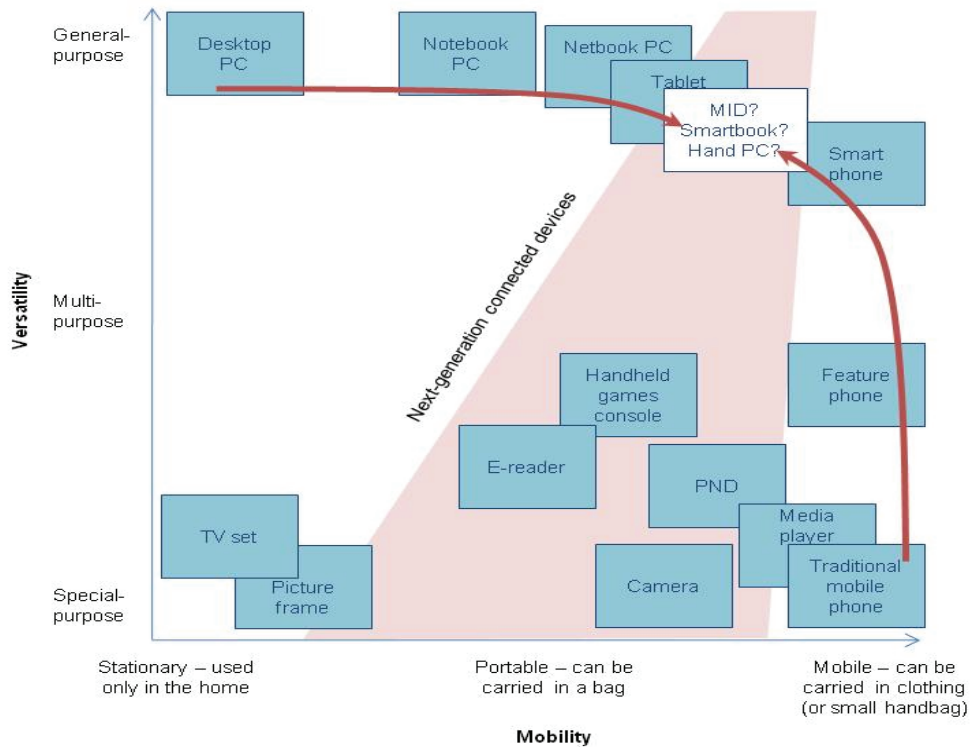 General-
purpose
Desktop
PC
Notebook
PC
Netbook PC
Tablet
MID?
Smartbook?
Hand PC?
Smart
phone
Next-generation connected devices
Versatility
Multi-
purpose
Handheld
games
console
Feature
phone
E-reader
PND
TV set
Media
player
Picture
frame
Camera
Traditional
mobile
phone
Special-
purpose
Stationary – used
only in the home
Portable – can be
carried in a bag
Mobile – can be
carried in clothing
(or small handbag)
Mobility